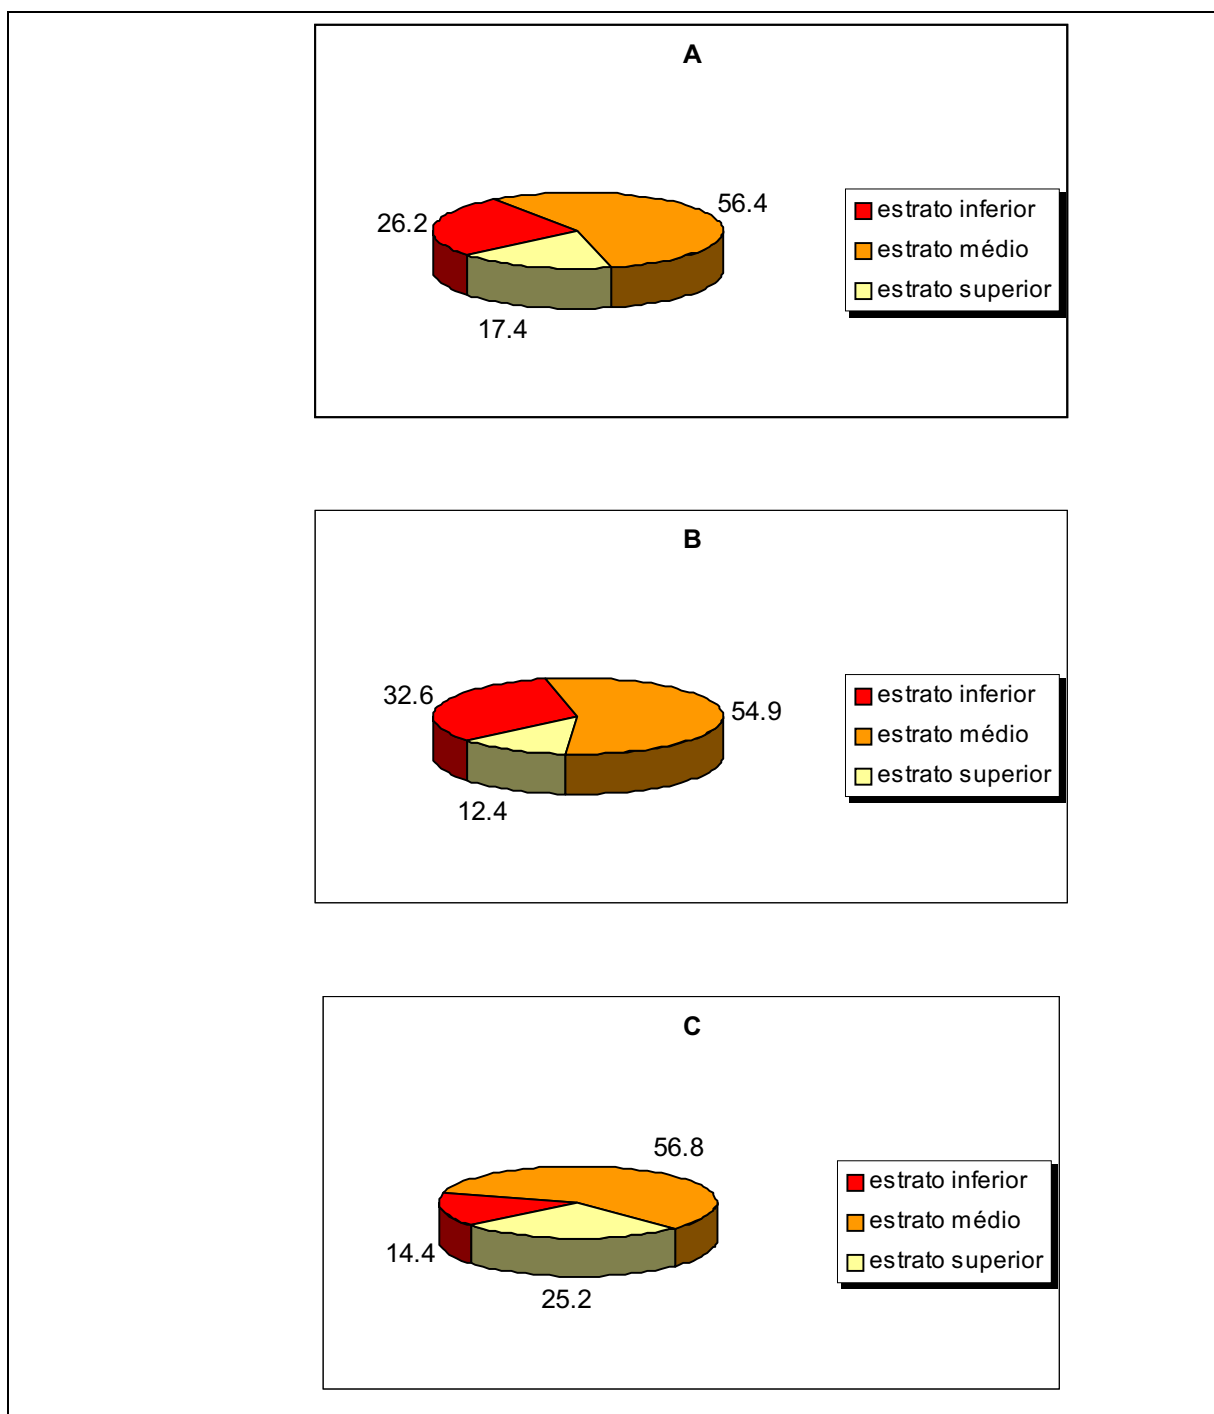 A
26.2
56.4
17.4
estrato inferior
estrato médio
estrato superior
B
32.6
54.9
12.4
estrato inferior
estrato médio
estrato superior
C
56.8
14.4
25.2
estrato inferior
estrato médio
estrato superior